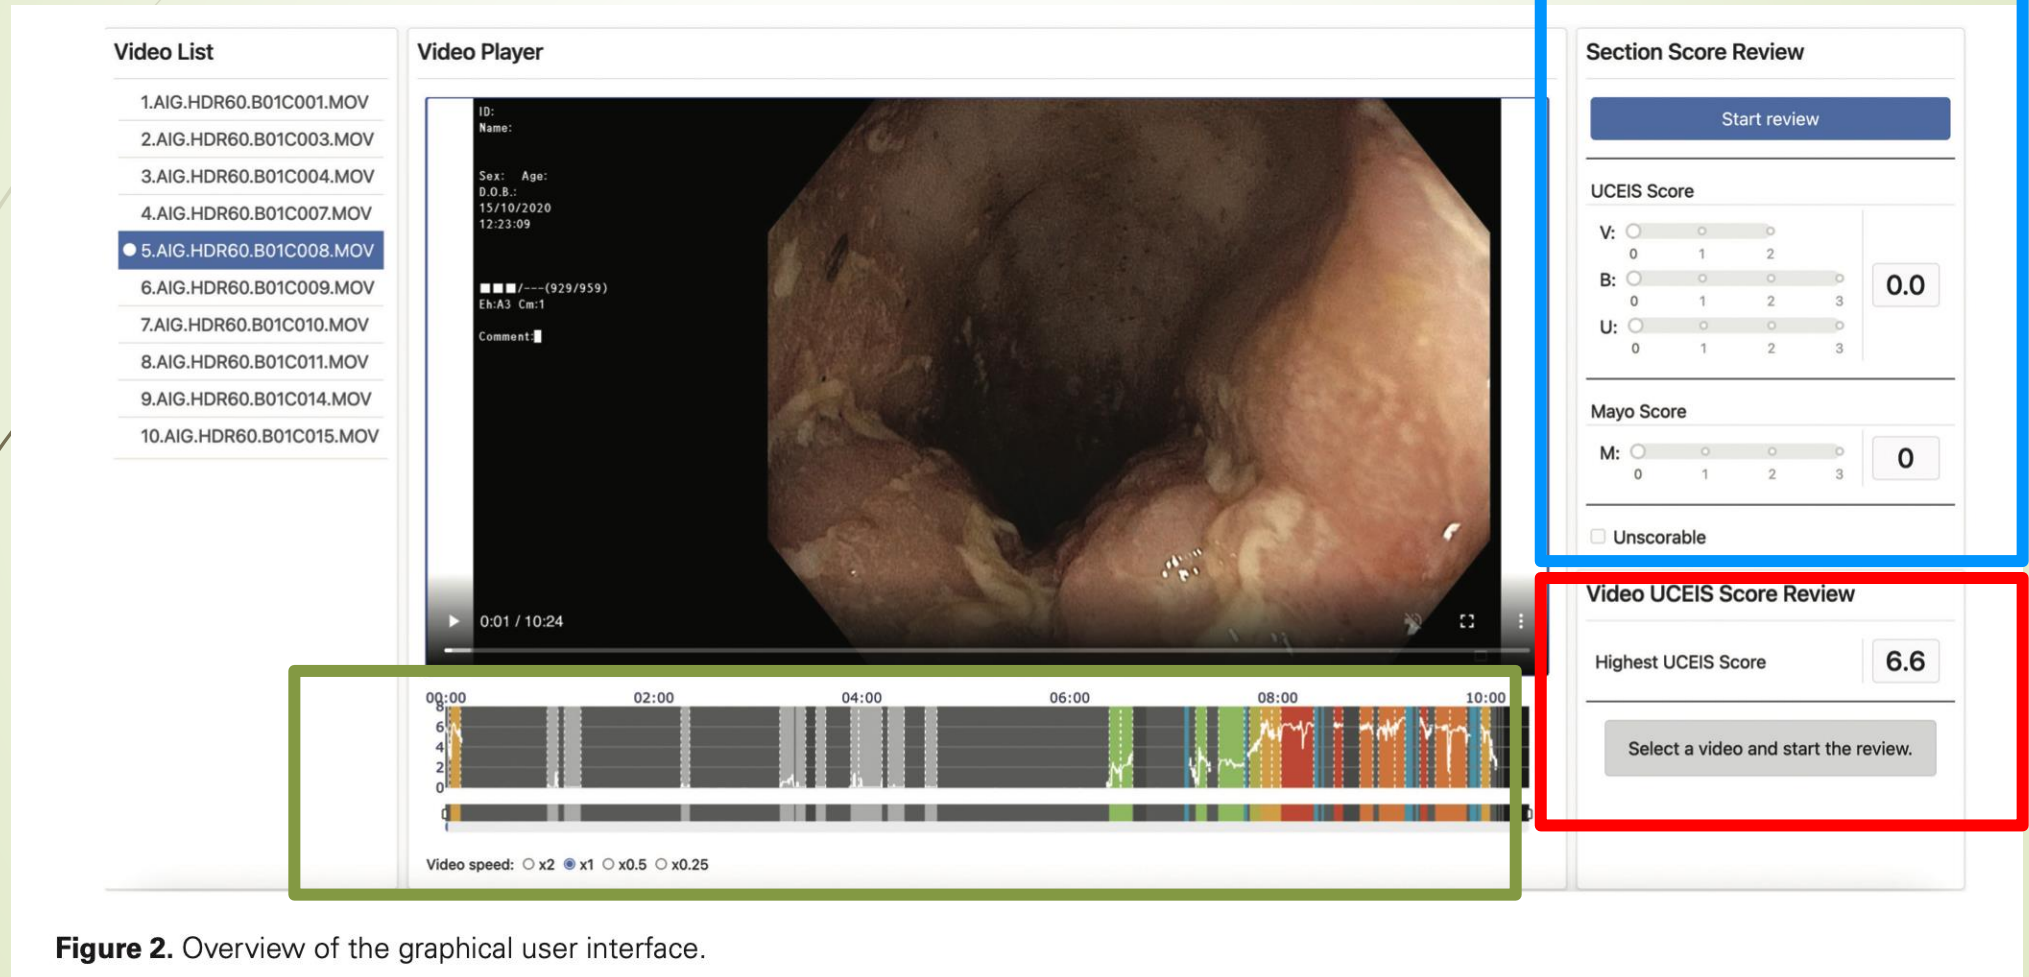 Video List
1.AIG.HDR60.B01C001.MOV
2.AIG.HDR60.B01C003.MOV
3.AIG.HDR60.B01C004.MOV
4.AIG.HDR60.B01C007.MOV
5.AIG.HDR60.B01C008.MOV
6.AIG.HDR60.B01C009.MOV
7.AIG.HDR60.B01C010.MOV
8.AIG.HDR60.B01C011.MOV
9.AIG.HDR60.B01C014.MOV
10.AIG.HDR60.B01C015.MOV
Video Player
ID:
Name:
Sex: Age:
D.O.B.:
15/10/2020
12:23:09
■■■/---(929/959)
Eh:A3 Cm:1
Comment:
0:01 / 10:24
00:00 02:00 04:00 06:00 08:00 10:00
8
6
4
2
0
Video speed: x2 x1 x0.5 x0.25
Section Score Review
Start review
UCEIS Score
V:
0 1 2
B:
0 1 2 3
0.0
U:
0 1 2 3
Mayo Score
M:
0 1 2 3
0
Unscorable
Video UCEIS Score Review
Highest UCEIS Score 6.6
Select a video and start the review.
Figure 2. Overview of the graphical user interface.